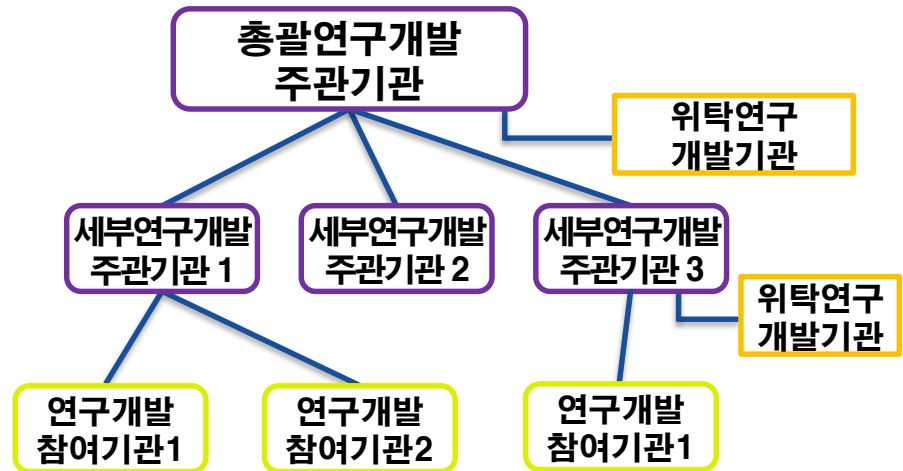 총괄연구개발
주관기관
위탁연구
개발기관
세부연구개발
주관기관 1
세부연구개발
주관기관 2
세부연구개발
주관기관 3
위탁연구
개발기관
연구개발
참여기관1
연구개발
참여기관2
연구개발
참여기관1